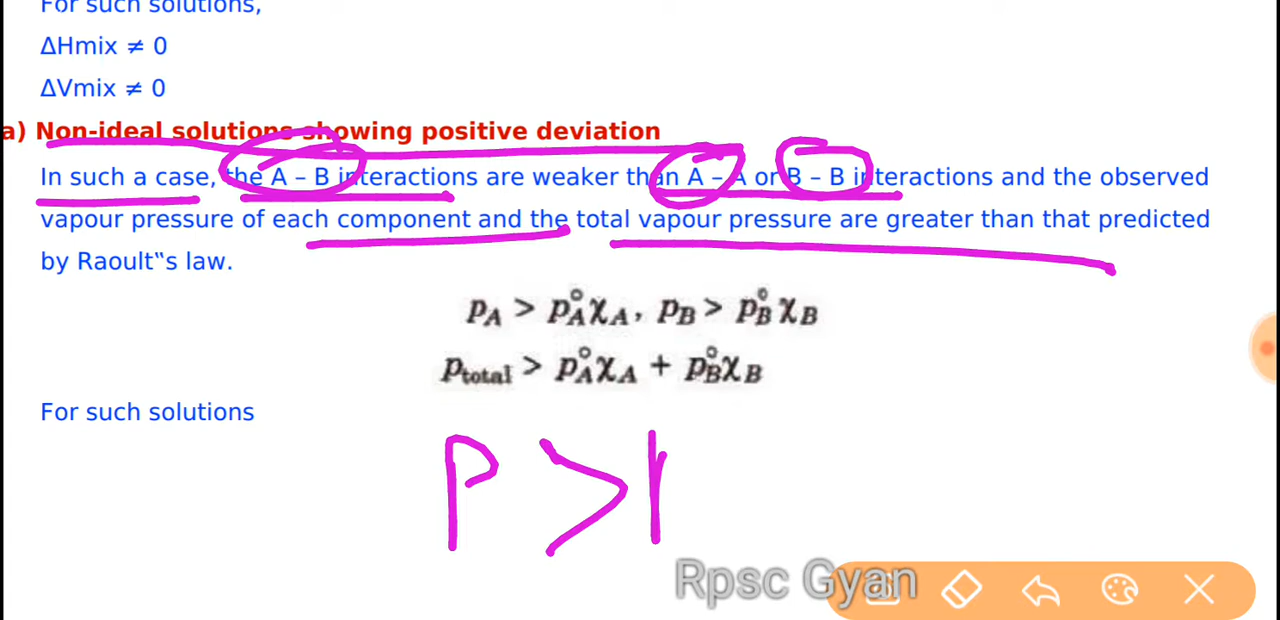 For such solutions,
ΔHmix ≠ 0
ΔVmix ≠ 0
a) Non-ideal solutions showing positive deviation
In such a case, the A – B interactions are weaker than A – A or B – B interactions and the observed
vapour pressure of each component and the total vapour pressure are greater than that predicted
by Raoult‟s law.
pA > p°AχA, pB > p°BχB
ptotal > p°AχA + p°BχB
For such solutions
P >
Rpsc Gyan